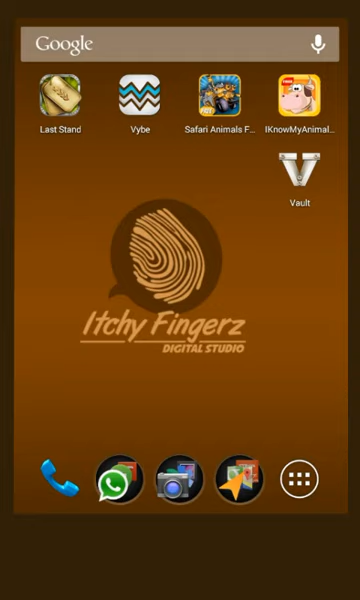 Google
Last Stand
Vybe
Safari Animals F...
IKnowMyAnimal...
Vault
Itchy Fingerz
DIGITAL STUDIO